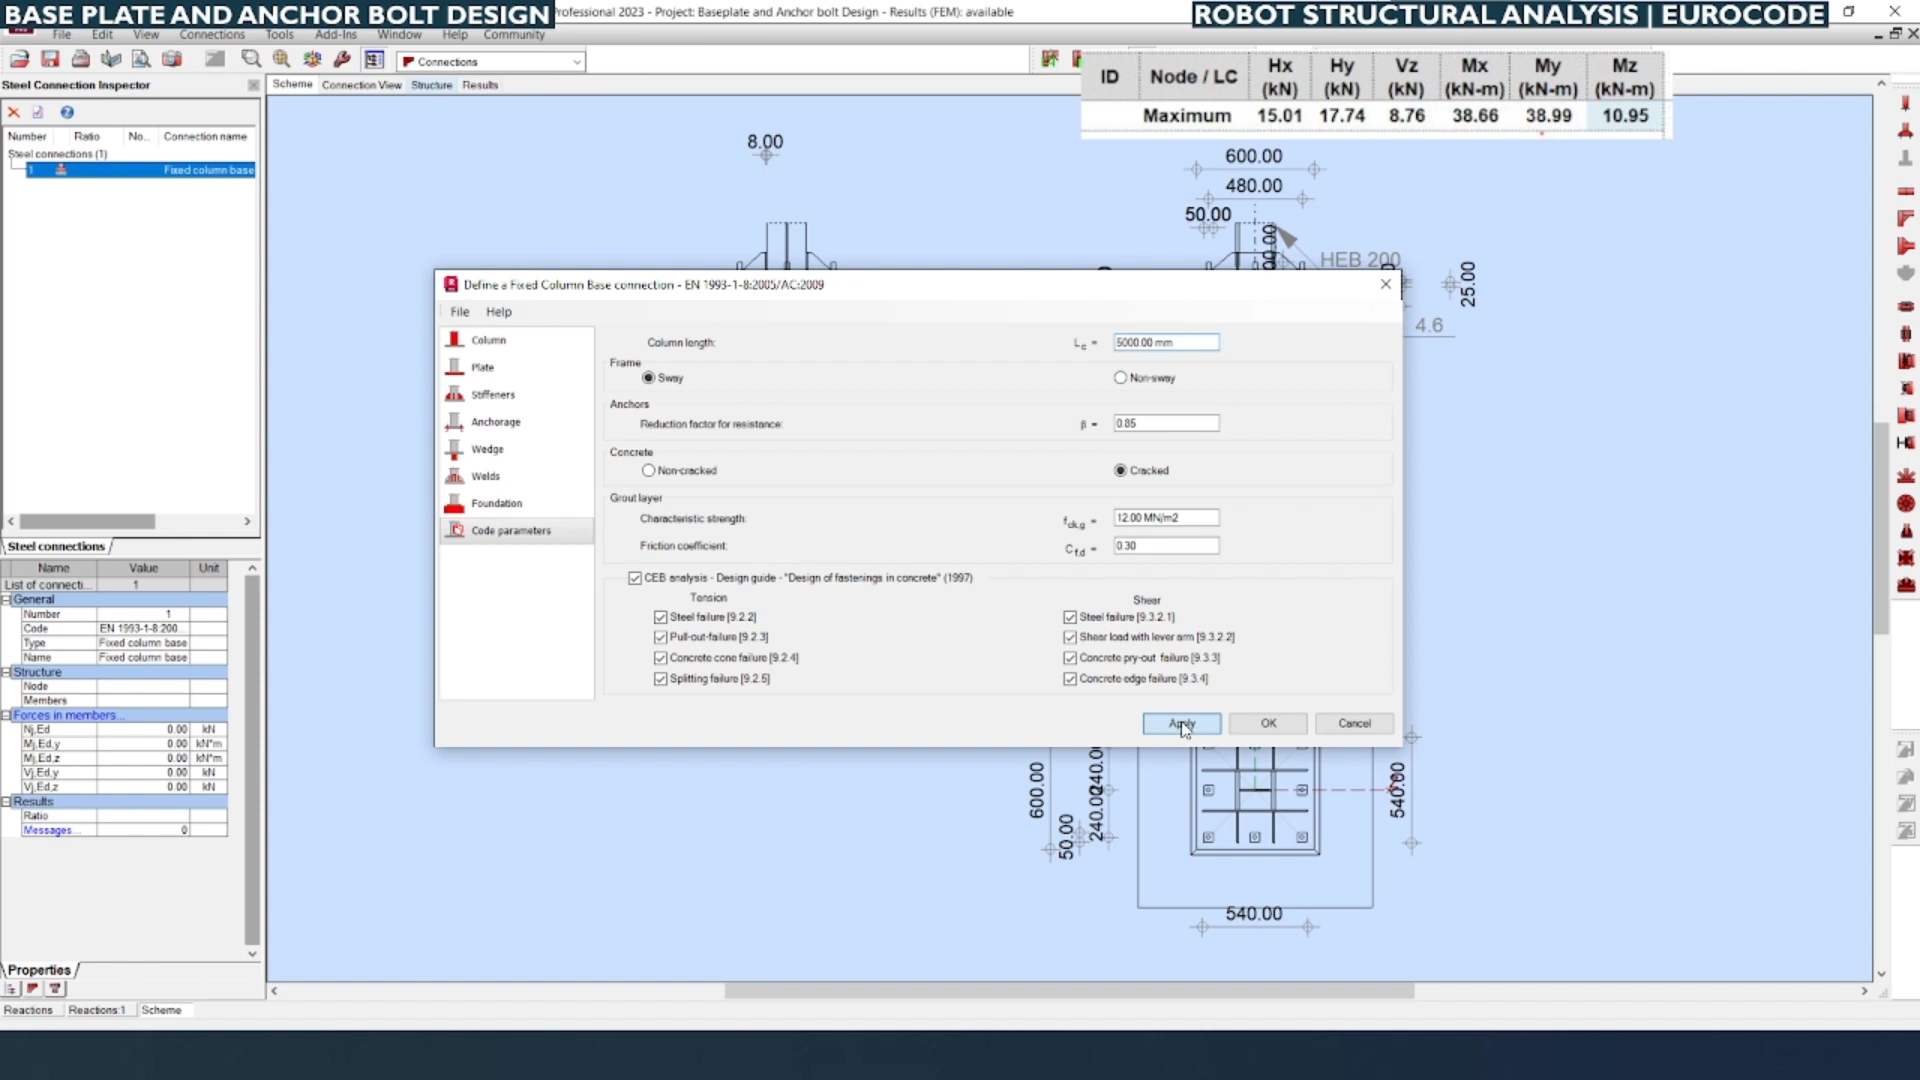 BASE PLATE AND ANCHOR BOLT DESIGN
Professional 2023 - Project: Baseplate and Anchor bolt Design - Results (FEM): available
ROBOT STRUCTURAL ANALYSIS | EUROCODE
File Edit View Connections Tools Add-Ins Window Help Community
Connections
Steel Connection Inspector
Scheme Connection View Structure Results
ID Node / LC Hx (kN) Hy (kN) Vz (kN) Mx (kN-m) My (kN-m) Mz (kN-m)
Maximum 15.01 17.74 8.76 38.66 38.99 10.95
Number Ratio No... Connection name
Steel connections (1)
1 Fixed column base
8.00
600.00
480.00
50.00
HEB 200
25.00
4.6
Define a Fixed Column Base connection - EN 1993-1-8:2005/AC:2009
File Help
Column
Plate
Stiffeners
Anchorage
Wedge
Welds
Foundation
Code parameters
Column length: Lc = 5000.00 mm
Frame
Sway Non-sway
Anchors
Reduction factor for resistance: β = 0.85
Concrete
Non-cracked Cracked
Grout layer
Characteristic strength: fck,g = 12.00 MN/m2
Friction coefficient: Cf,d = 0.30
CEB analysis - Design guide - "Design of fastenings in concrete" (1997)
Tension Shear
Steel failure [9.2.2] Steel failure [9.3.2.1]
Pull-out-failure [9.2.3] Shear load with lever arm [9.3.2.2]
Concrete cone failure [9.2.4] Concrete pry-out failure [9.3.3]
Splitting failure [9.2.5] Concrete edge failure [9.3.4]
Apply OK Cancel
Steel connections
Name Value Unit
List of connecti... 1
General
Number 1
Code EN 1993-1-8:200...
Type Fixed column base
Name Fixed column base
Structure
Node
Members
Forces in members...
Nj,Ed 0.00 kN
Mj,Ed,y 0.00 kN*m
Mj,Ed,z 0.00 kN*m
Vj,Ed,y 0.00 kN
Vj,Ed,z 0.00 kN
Results
Ratio
Messages... 0
600.00
50.00
240.00
240.00
540.00
540.00
Properties
Reactions Reactions:1 Scheme